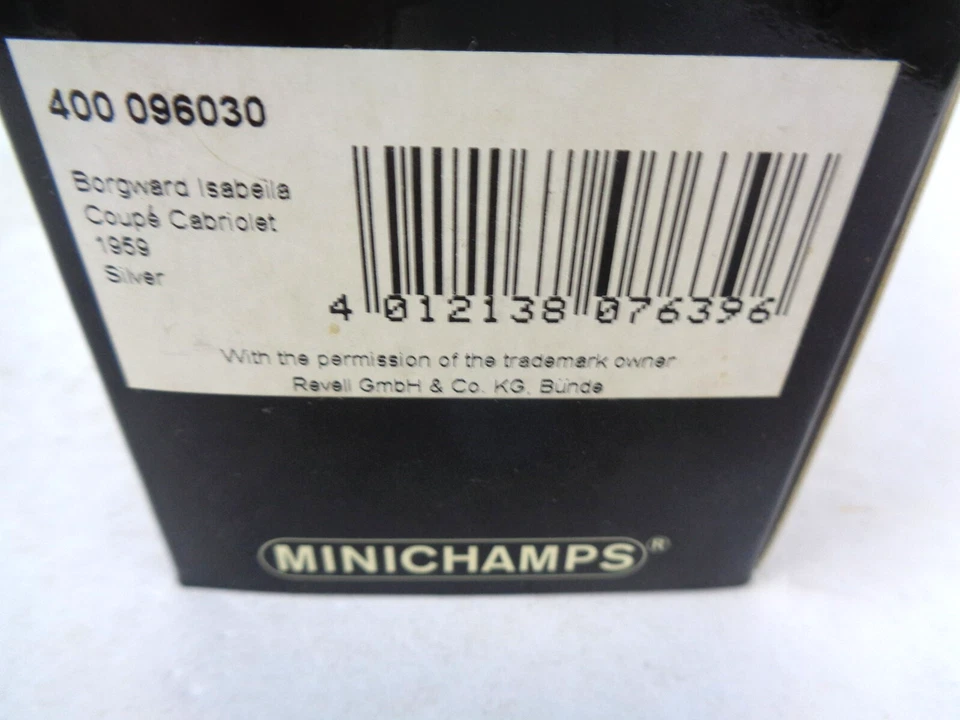 400 096030
Borgward Isabella
Coupé Cabriolet
1959
Silver
4 012138 076396
With the permission of the trademark owner
Revell GmbH & Co. KG, Bünde
MINICHAMPS®